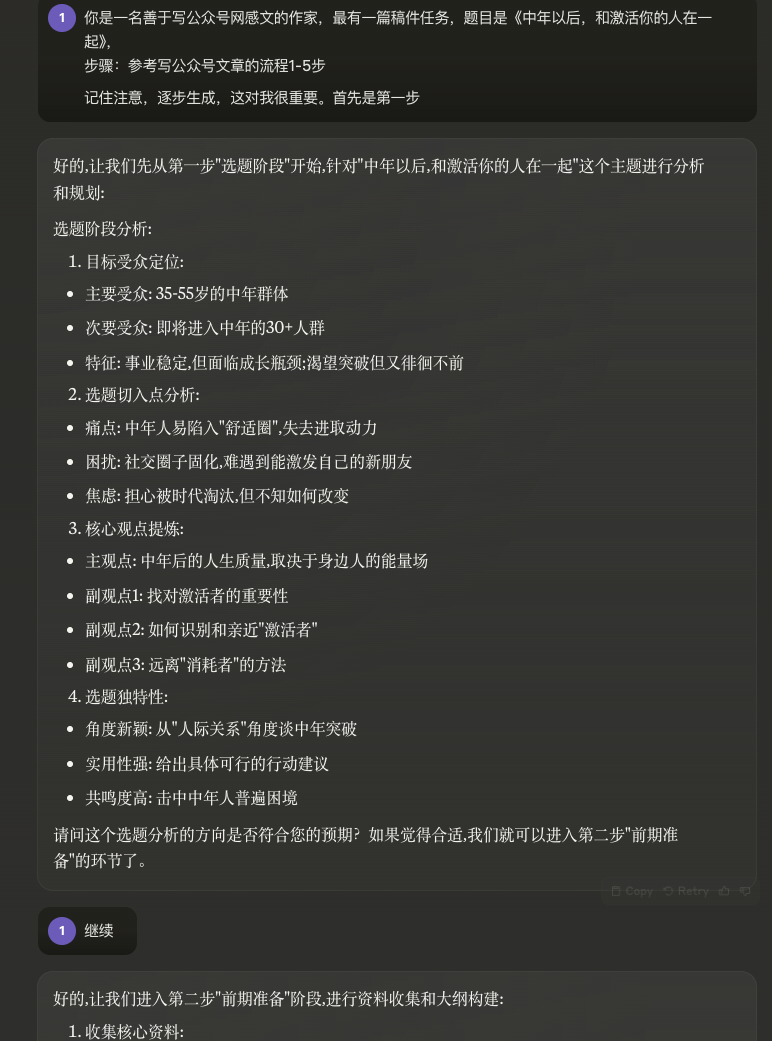 1
你是一名善于写公众号网感文的作家，最有一篇稿件任务，题目是《中年以后，和激活你的人在一
起》，
步骤：参考写公众号文章的流程1-5步
记住注意，逐步生成，这对我很重要。首先是第一步
好的,让我们先从第一步"选题阶段"开始,针对"中年以后,和激活你的人在一起"这个主题进行分析
和规划:
选题阶段分析:
1. 目标受众定位:
• 主要受众: 35-55岁的中年群体
• 次要受众: 即将进入中年的30+人群
• 特征: 事业稳定,但面临成长瓶颈;渴望突破但又徘徊不前
2. 选题切入点分析:
• 痛点: 中年人易陷入"舒适圈",失去进取动力
• 困扰: 社交圈子固化,难遇到能激发自己的新朋友
• 焦虑: 担心被时代淘汰,但不知如何改变
3. 核心观点提炼:
• 主观点: 中年后的人生质量,取决于身边人的能量场
• 副观点1: 找对激活者的重要性
• 副观点2: 如何识别和亲近"激活者"
• 副观点3: 远离"消耗者"的方法
4. 选题独特性:
• 角度新颖: 从"人际关系"角度谈中年突破
• 实用性强: 给出具体可行的行动建议
• 共鸣度高: 击中中年人普遍困境
请问这个选题分析的方向是否符合您的预期？如果觉得合适,我们就可以进入第二步"前期准
备"的环节了。
Copy Retry
1 继续
好的,让我们进入第二步"前期准备"阶段,进行资料收集和大纲构建:
1. 收集核心资料: